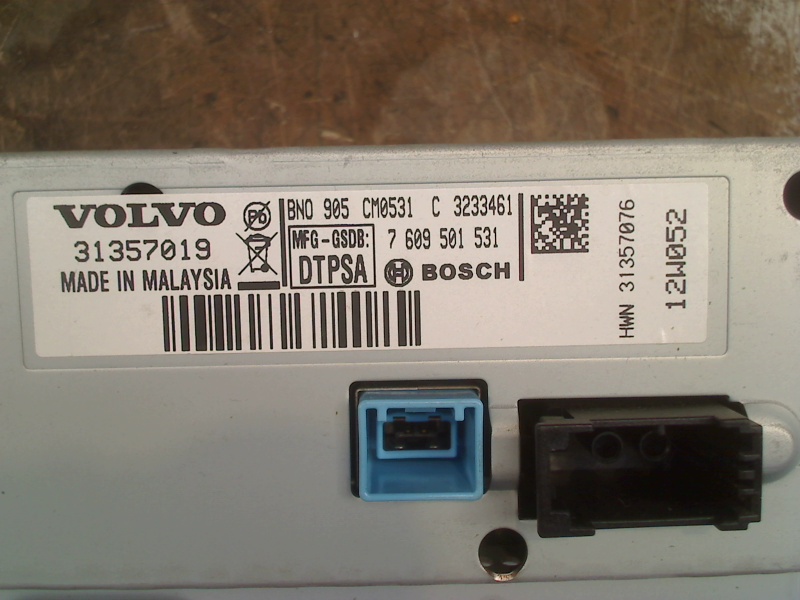 VOLVO
31357019
MADE IN MALAYSIA
Pb
BNO 905 CM0531 C 3233461
MFG-GSDB:
DTPSA
7 609 501 531
BOSCH
HWN 31357076
12W052